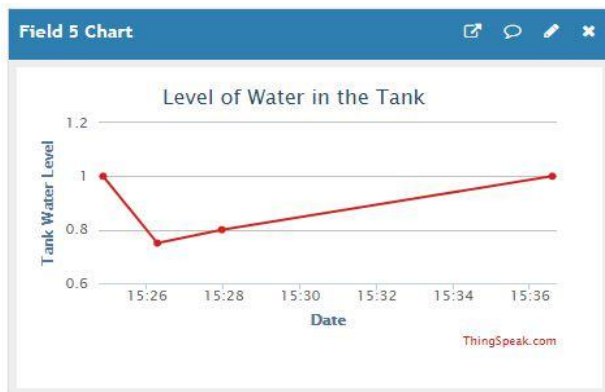 Field 5 Chart
Level of Water in the Tank
Tank Water Level
1.2
1
0.8
0.6
15:26 15:28 15:30 15:32 15:34 15:36
Date
ThingSpeak.com